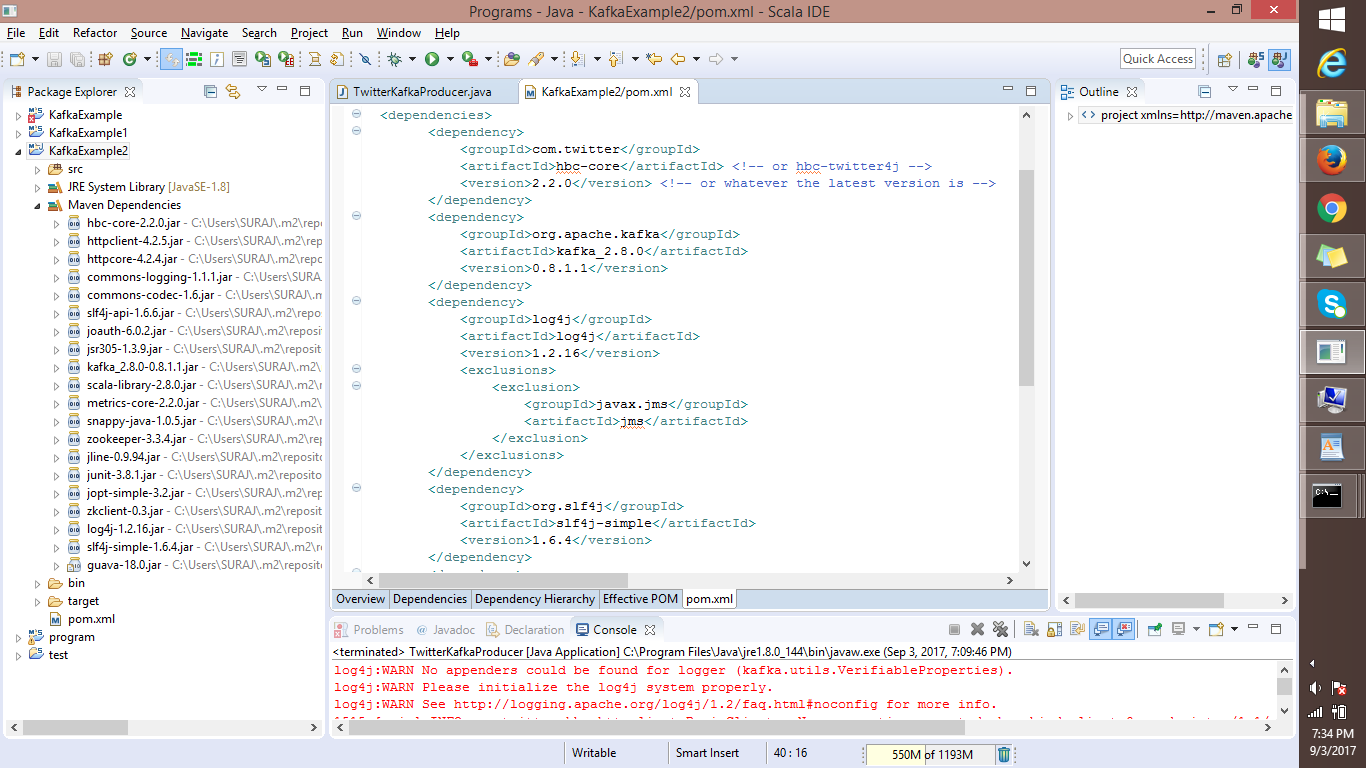 Programs - Java - KafkaExample2/pom.xml - Scala IDE
File Edit Refactor Source Navigate Search Project Run Window Help
Quick Access
Package Explorer
KafkaExample
KafkaExample1
KafkaExample2
src
JRE System Library [JavaSE-1.8]
Maven Dependencies
hbc-core-2.2.0.jar - C:\Users\SURAJ\.m2\repo
httpclient-4.2.5.jar - C:\Users\SURAJ\.m2\rep
httpcore-4.2.4.jar - C:\Users\SURAJ\.m2\repo
commons-logging-1.1.1.jar - C:\Users\SURAJ\.
commons-codec-1.6.jar - C:\Users\SURAJ\.m
slf4j-api-1.6.6.jar - C:\Users\SURAJ\.m2\repos
joauth-6.0.2.jar - C:\Users\SURAJ\.m2\reposit
jsr305-1.3.9.jar - C:\Users\SURAJ\.m2\reposit
kafka_2.8.0-0.8.1.1.jar - C:\Users\SURAJ\.m2\
scala-library-2.8.0.jar - C:\Users\SURAJ\.m2\r
metrics-core-2.2.0.jar - C:\Users\SURAJ\.m2\r
snappy-java-1.0.5.jar - C:\Users\SURAJ\.m2\r
zookeeper-3.3.4.jar - C:\Users\SURAJ\.m2\rep
jline-0.9.94.jar - C:\Users\SURAJ\.m2\reposito
junit-3.8.1.jar - C:\Users\SURAJ\.m2\reposito
jopt-simple-3.2.jar - C:\Users\SURAJ\.m2\rep
zkclient-0.3.jar - C:\Users\SURAJ\.m2\reposit
log4j-1.2.16.jar - C:\Users\SURAJ\.m2\reposit
slf4j-simple-1.6.4.jar - C:\Users\SURAJ\.m2\r
guava-18.0.jar - C:\Users\SURAJ\.m2\reposit
bin
target
pom.xml
program
test
TwitterKafkaProducer.java KafkaExample2/pom.xml
<dependencies>
<dependency>
<groupId>com.twitter</groupId>
<artifactId>hbc-core</artifactId> <!-- or hbc-twitter4j -->
<version>2.2.0</version> <!-- or whatever the latest version is -->
</dependency>
<dependency>
<groupId>org.apache.kafka</groupId>
<artifactId>kafka_2.8.0</artifactId>
<version>0.8.1.1</version>
</dependency>
<dependency>
<groupId>log4j</groupId>
<artifactId>log4j</artifactId>
<version>1.2.16</version>
<exclusions>
<exclusion>
<groupId>javax.jms</groupId>
<artifactId>jms</artifactId>
</exclusion>
</exclusions>
</dependency>
<dependency>
<groupId>org.slf4j</groupId>
<artifactId>slf4j-simple</artifactId>
<version>1.6.4</version>
</dependency>
Overview Dependencies Dependency Hierarchy Effective POM pom.xml
Outline
project xmlns=http://maven.apache
Problems Javadoc Declaration Console
<terminated> TwitterKafkaProducer [Java Application] C:\Program Files\Java\jre1.8.0_144\bin\javaw.exe (Sep 3, 2017, 7:09:46 PM)
log4j:WARN No appenders could be found for logger (kafka.utils.VerifiableProperties).
log4j:WARN Please initialize the log4j system properly.
log4j:WARN See http://logging.apache.org/log4j/1.2/faq.html#noconfig for more info.
Writable Smart Insert 40 : 16 550M of 1193M
7:34 PM
9/3/2017